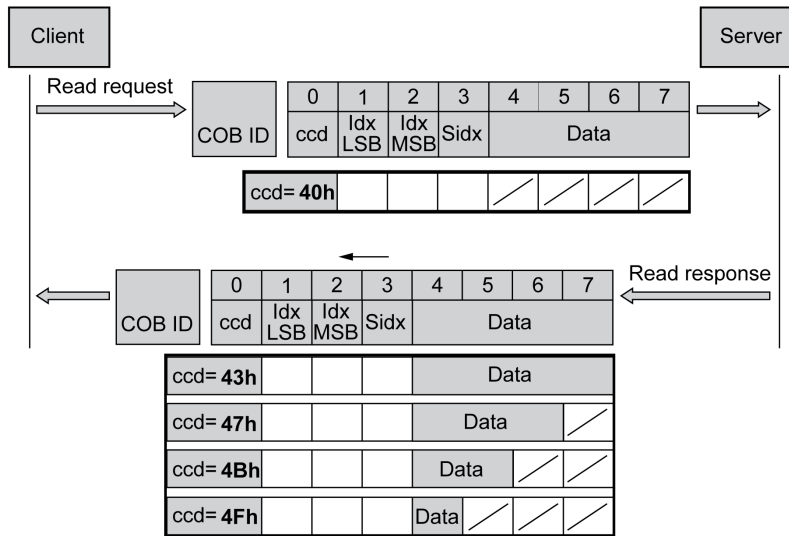 Client
Server
Read request
COB ID
0 1 2 3 4 5 6 7
ccd Idx LSB Idx MSB Sidx Data
ccd= 40h
Read response
COB ID
0 1 2 3 4 5 6 7
ccd Idx LSB Idx MSB Sidx Data
ccd= 43h Data
ccd= 47h Data
ccd= 4Bh Data
ccd= 4Fh Data